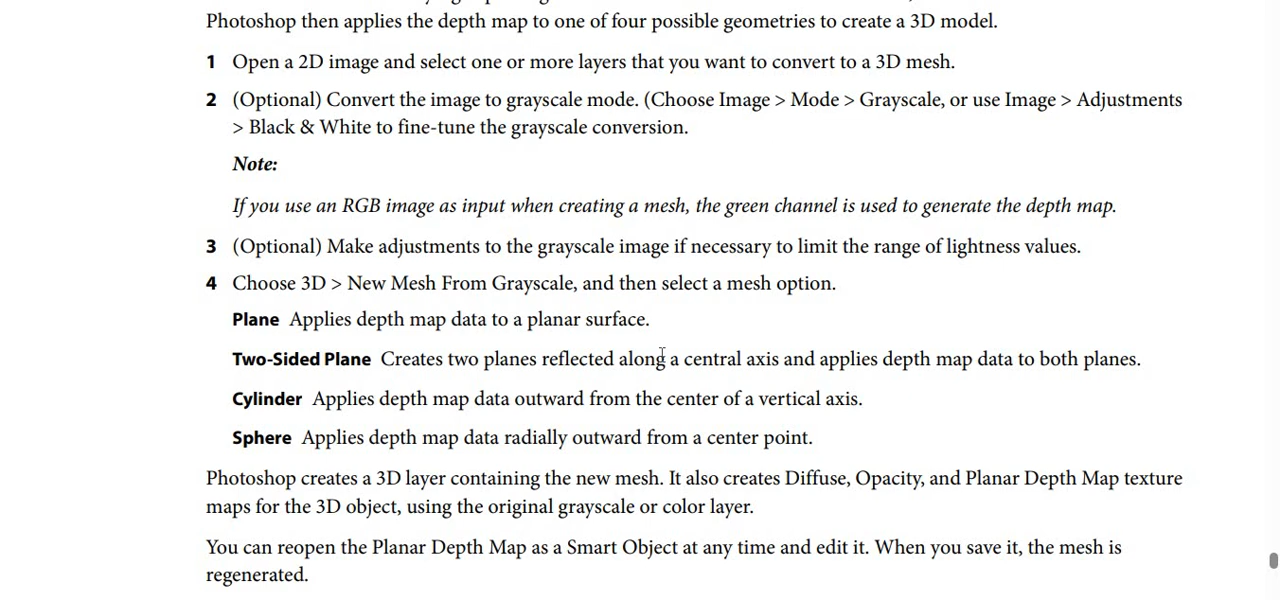 Photoshop then applies the depth map to one of four possible geometries to create a 3D model.
1 Open a 2D image and select one or more layers that you want to convert to a 3D mesh.
2 (Optional) Convert the image to grayscale mode. (Choose Image > Mode > Grayscale, or use Image > Adjustments
> Black & White to fine-tune the grayscale conversion.
Note:
If you use an RGB image as input when creating a mesh, the green channel is used to generate the depth map.
3 (Optional) Make adjustments to the grayscale image if necessary to limit the range of lightness values.
4 Choose 3D > New Mesh From Grayscale, and then select a mesh option.
Plane Applies depth map data to a planar surface.
Two-Sided Plane Creates two planes reflected along a central axis and applies depth map data to both planes.
Cylinder Applies depth map data outward from the center of a vertical axis.
Sphere Applies depth map data radially outward from a center point.
Photoshop creates a 3D layer containing the new mesh. It also creates Diffuse, Opacity, and Planar Depth Map texture
maps for the 3D object, using the original grayscale or color layer.
You can reopen the Planar Depth Map as a Smart Object at any time and edit it. When you save it, the mesh is
regenerated.